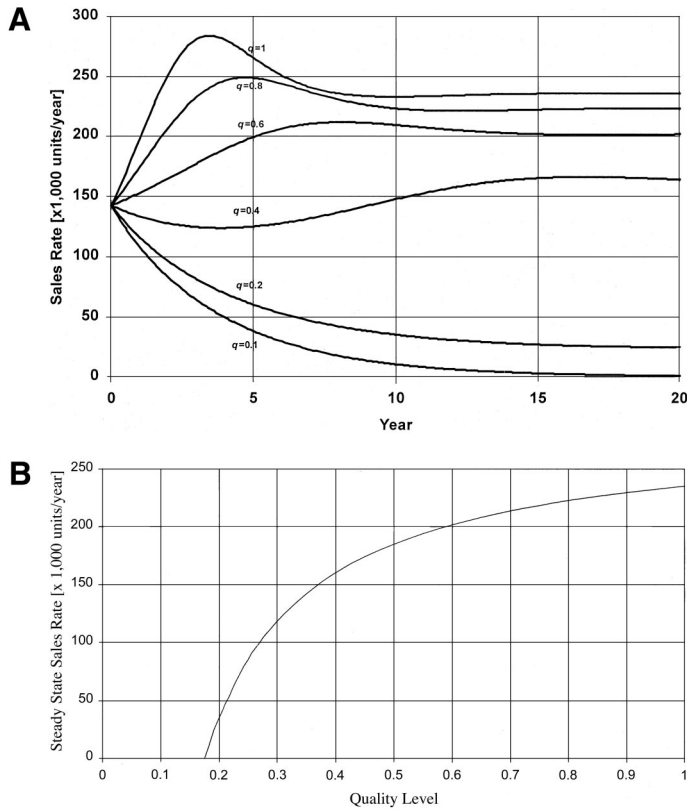 A
Sales Rate [x1,000 units/year]
300
250
200
150
100
50
0
q=1
q=0.8
q=0.6
q=0.4
q=0.2
q=0.1
0 5 10 15 20
Year
B
Steady State Sales Rate [x 1,000 units/year]
250
200
150
100
50
0
0 0.1 0.2 0.3 0.4 0.5 0.6 0.7 0.8 0.9 1
Quality Level